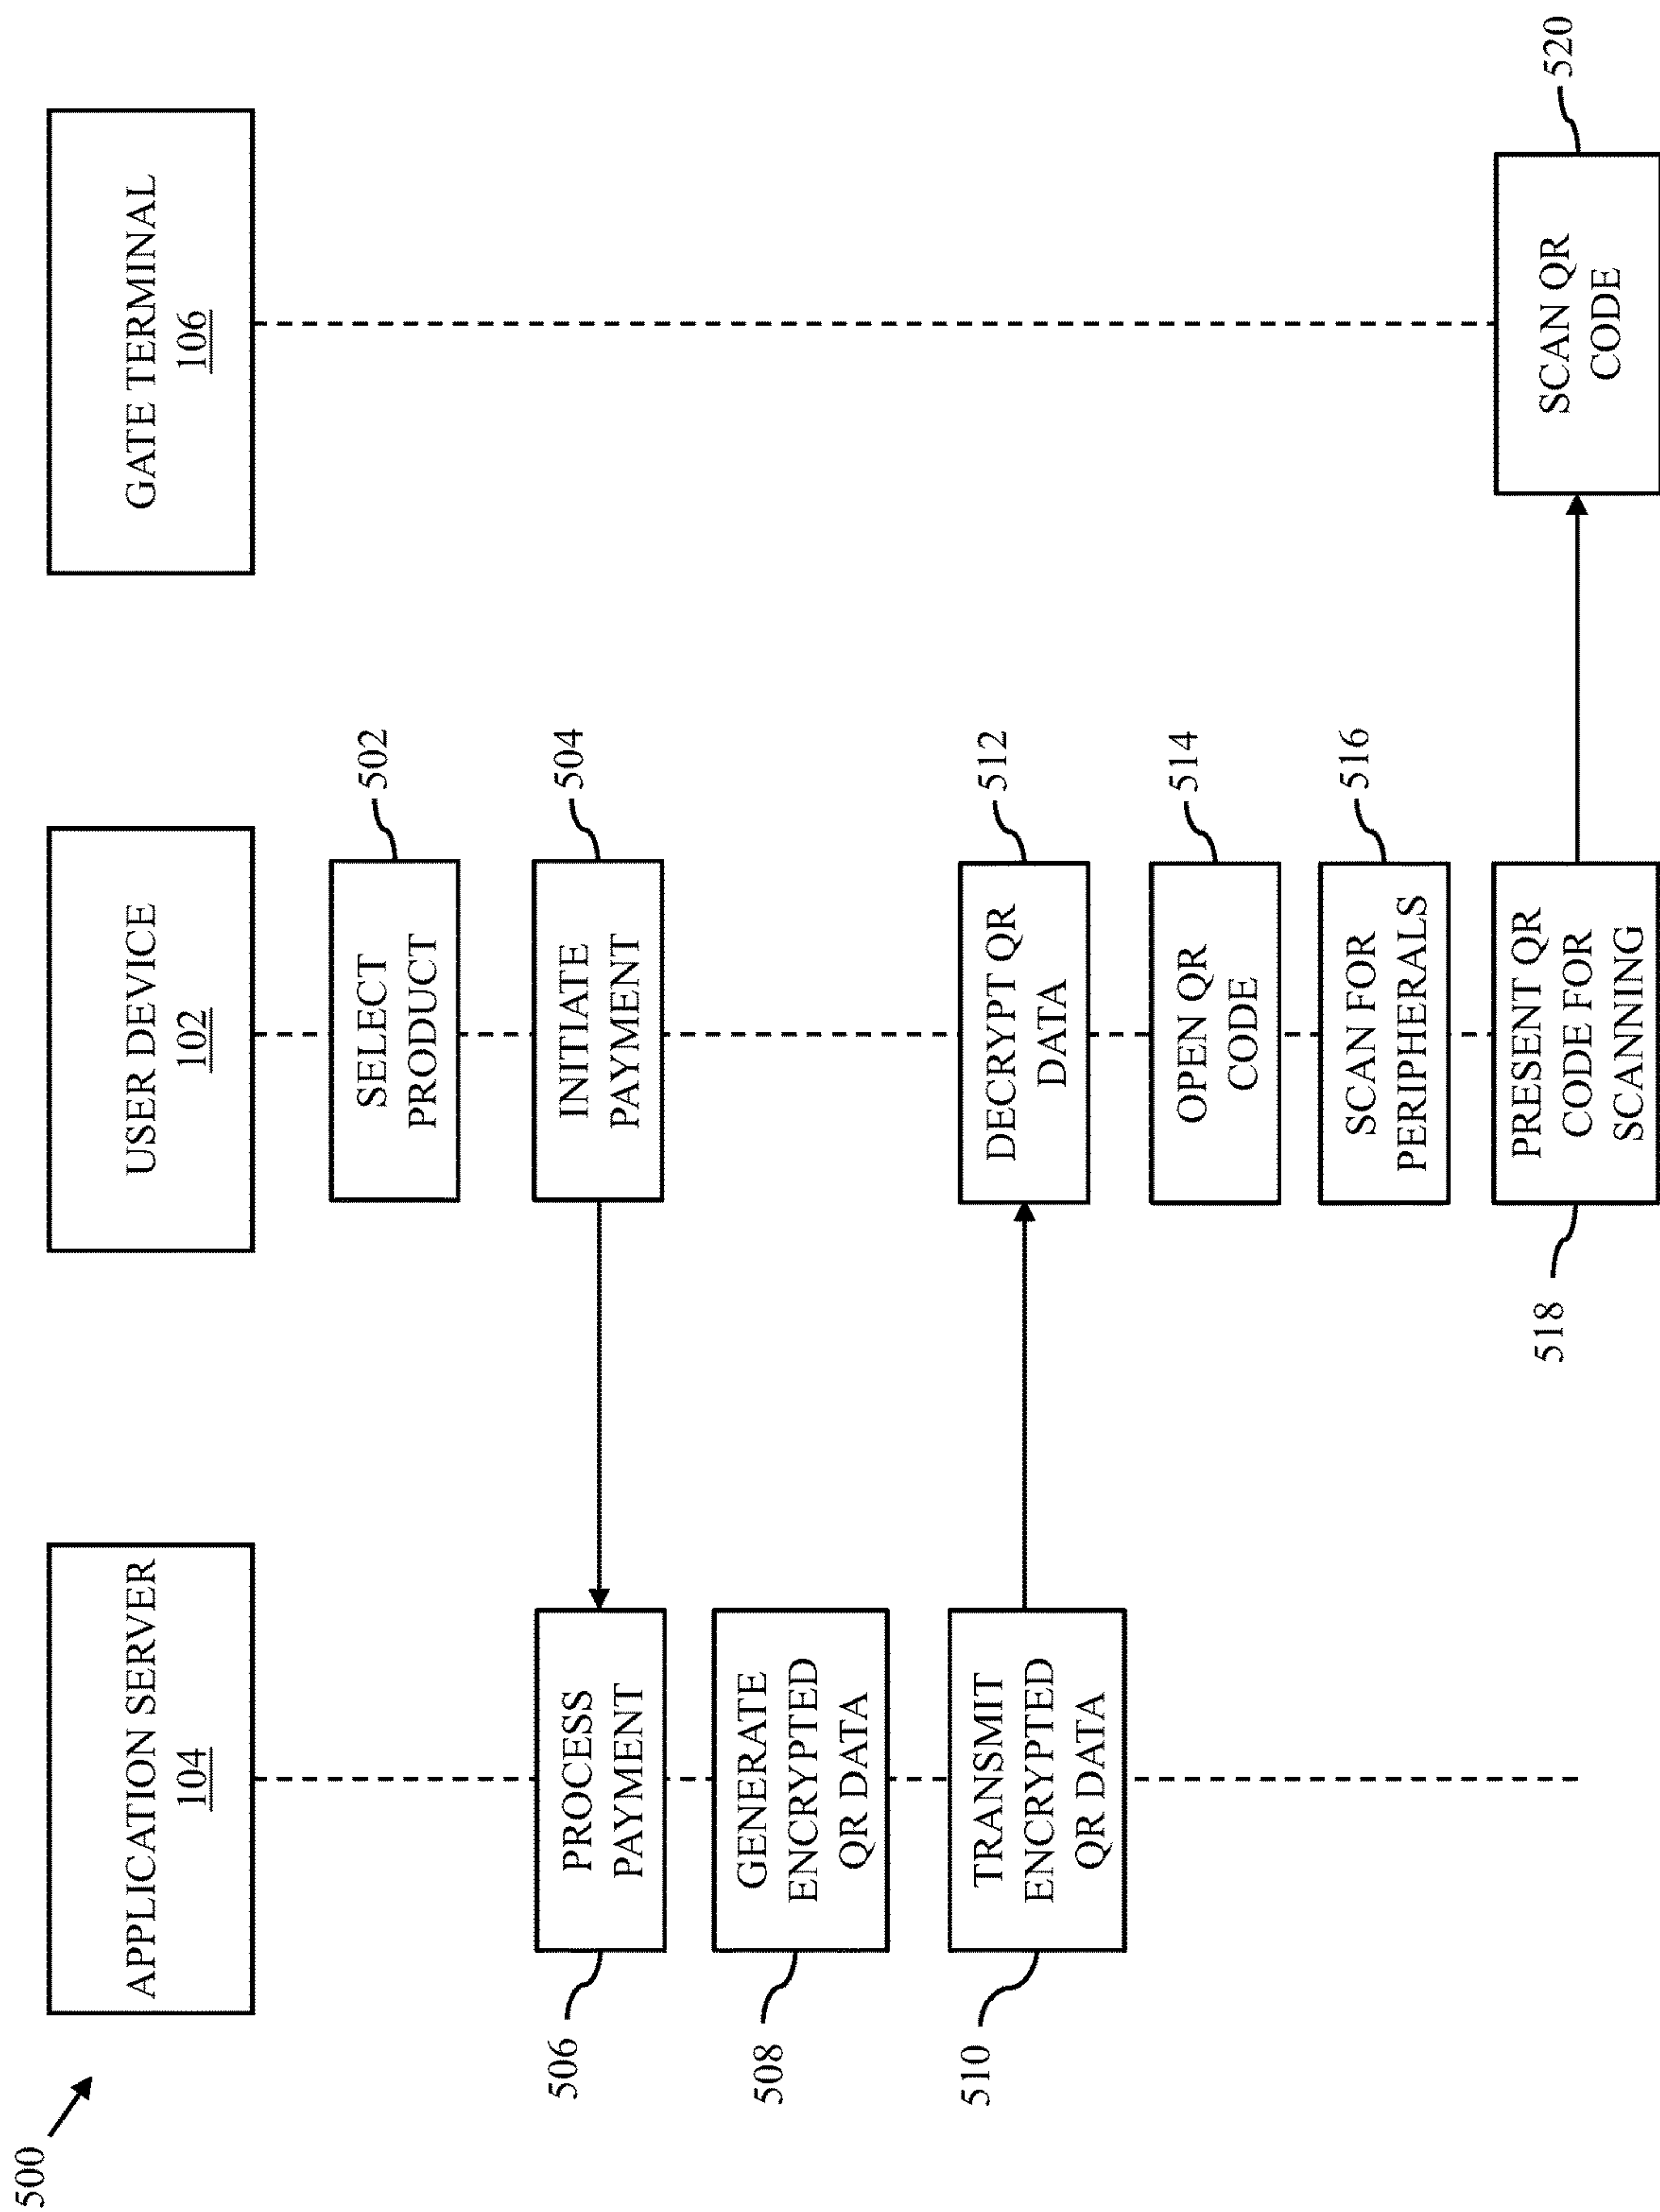 500
APPLICATION SERVER
104
USER DEVICE
102
GATE TERMINAL
106
SELECT
PRODUCT
502
INITIATE
PAYMENT
504
506
PROCESS
PAYMENT
508
GENERATE
ENCRYPTED
QR DATA
510
TRANSMIT
ENCRYPTED
QR DATA
DECRYPT QR
DATA
512
OPEN QR
CODE
514
SCAN FOR
PERIPHERALS
516
518
PRESENT QR
CODE FOR
SCANNING
SCAN QR
CODE
520